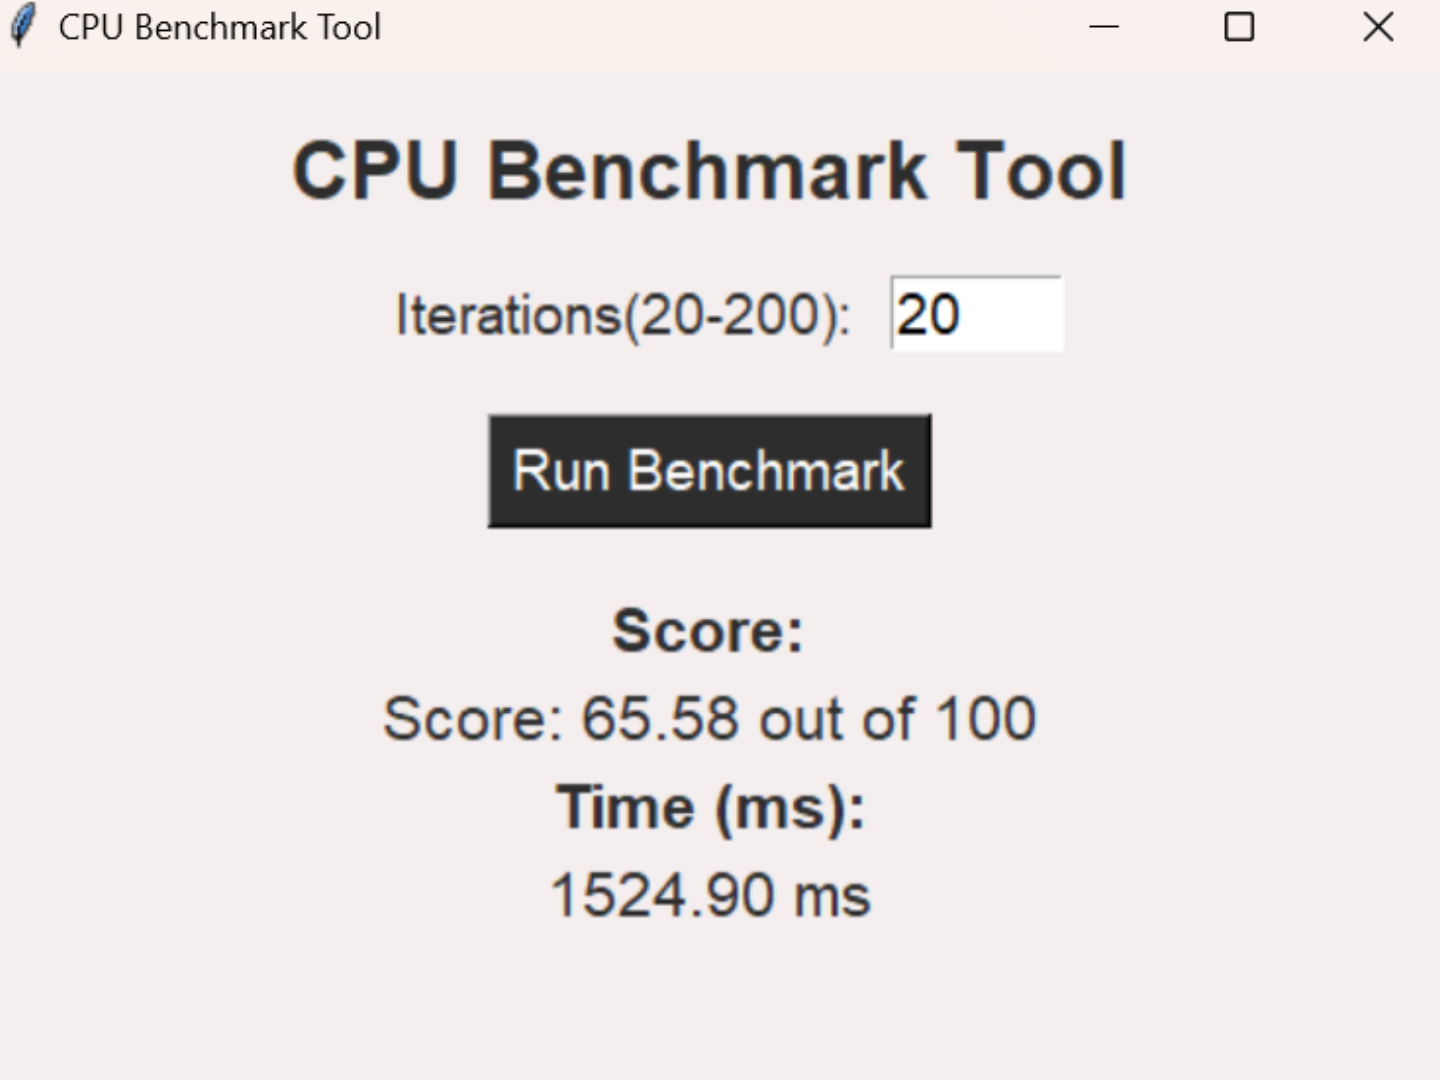 CPU Benchmark Tool
CPU Benchmark Tool
Iterations(20-200): 20
Run Benchmark
Score:
Score: 65.58 out of 100
Time (ms):
1524.90 ms